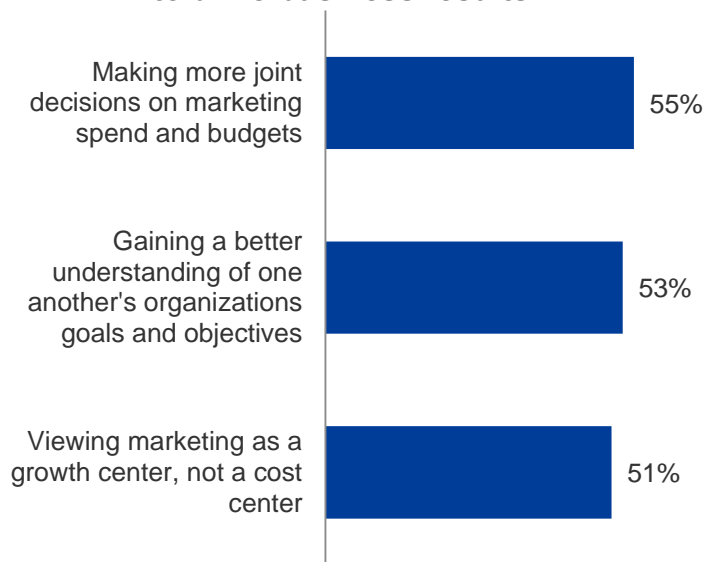 Making more joint
decisions on marketing
spend and budgets
55%
Gaining a better
understanding of one
another's organizations
goals and objectives
53%
Viewing marketing as a
growth center, not a cost
center
51%